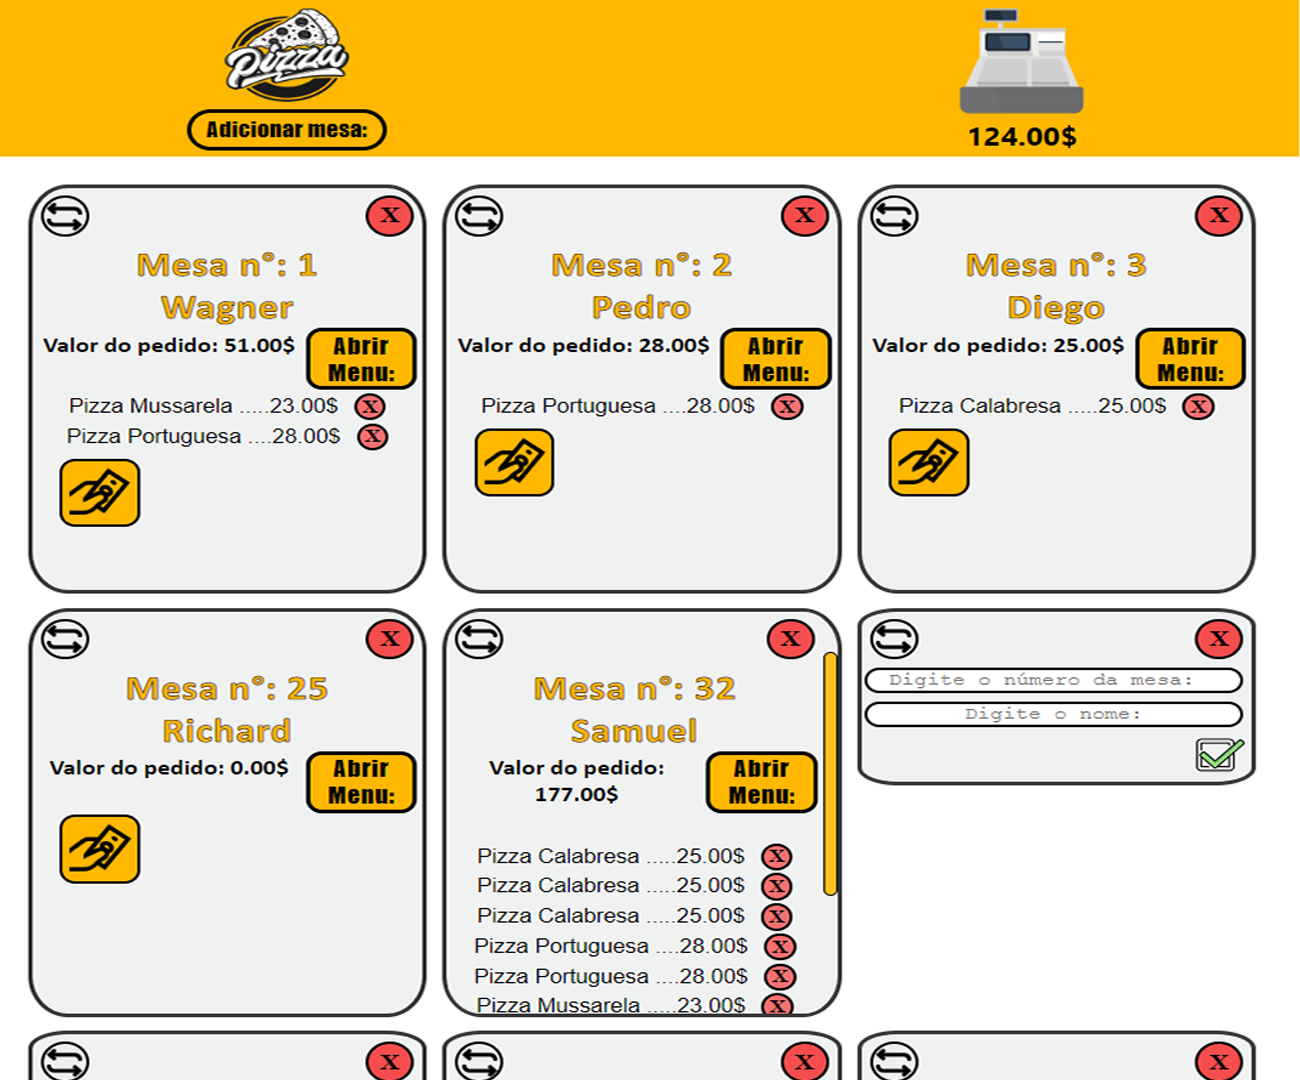 Pizza
Adicionar mesa:
124.00$
X
Mesa n°: 1
Wagner
Valor do pedido: 51.00$
Abrir
Menu:
Pizza Mussarela .....23.00$ X
Pizza Portuguesa ....28.00$ X
X
Mesa n°: 2
Pedro
Valor do pedido: 28.00$
Abrir
Menu:
Pizza Portuguesa ....28.00$ X
X
Mesa n°: 3
Diego
Valor do pedido: 25.00$
Abrir
Menu:
Pizza Calabresa .....25.00$ X
X
Mesa n°: 25
Richard
Valor do pedido: 0.00$
Abrir
Menu:
X
Mesa n°: 32
Samuel
Valor do pedido:
177.00$
Abrir
Menu:
Pizza Calabresa .....25.00$ X
Pizza Calabresa .....25.00$ X
Pizza Calabresa .....25.00$ X
Pizza Portuguesa ....28.00$ X
Pizza Portuguesa ....28.00$ X
Pizza Mussarela .....23.00$ X
X
Digite o número da mesa:
Digite o nome:
X
X
X